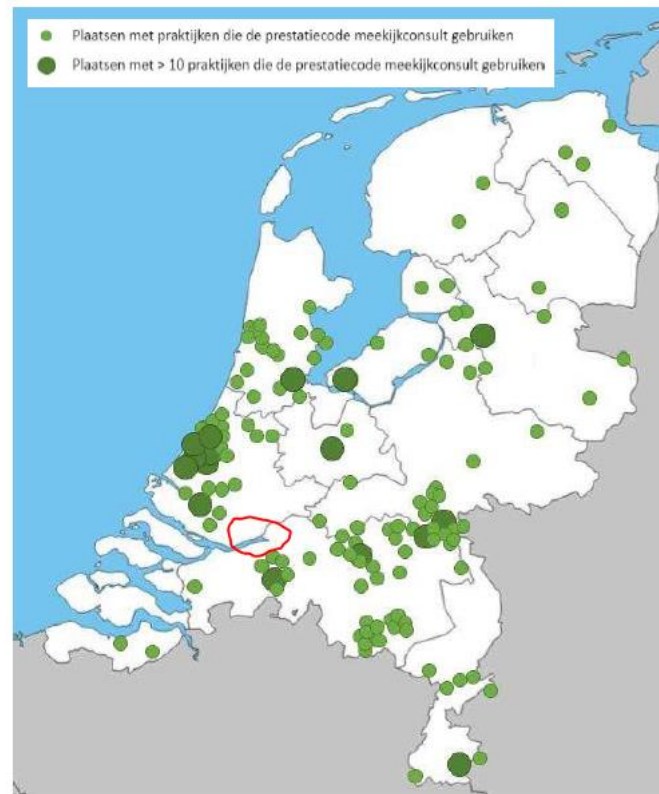 Plaatsen met praktijken die de prestatiecode meekijkconsult gebruiken
Plaatsen met > 10 praktijken die de prestatiecode meekijkconsult gebruiken